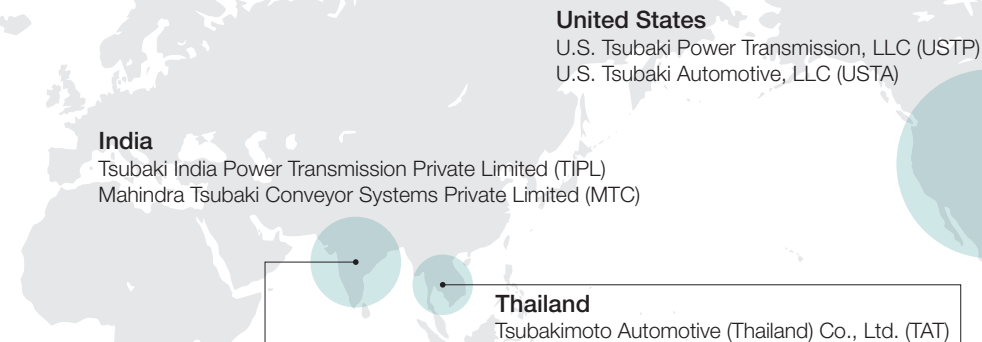 United States
U.S. Tsubaki Power Transmission, LLC (USTP)
U.S. Tsubaki Automotive, LLC (USTA)
India
Tsubaki India Power Transmission Private Limited (TIPL)
Mahindra Tsubaki Conveyor Systems Private Limited (MTC)
Thailand
Tsubakimoto Automotive (Thailand) Co., Ltd. (TAT)